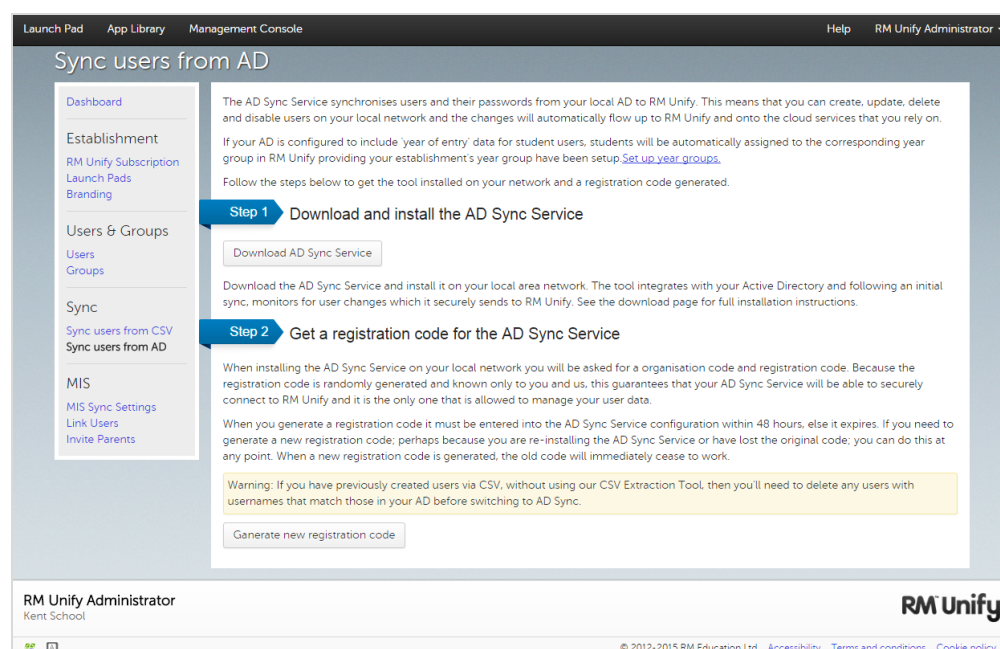 Launch Pad App Library Management Console Help RM Unify Administrator
Sync users from AD
Dashboard
Establishment
RM Unify Subscription
Launch Pads
Branding
Users & Groups
Users
Groups
Sync
Sync users from CSV
Sync users from AD
MIS
MIS Sync Settings
Link Users
Invite Parents
The AD Sync Service synchronises users and their passwords from your local AD to RM Unify. This means that you can create, update, delete
and disable users on your local network and the changes will automatically flow up to RM Unify and onto the cloud services that you rely on.
If your AD is configured to include 'year of entry' data for student users, students will be automatically assigned to the corresponding year
group in RM Unify providing your establishment's year group have been setup.Set up year groups.
Follow the steps below to get the tool installed on your network and a registration code generated.
Step 1 Download and install the AD Sync Service
Download AD Sync Service
Download the AD Sync Service and install it on your local area network. The tool integrates with your Active Directory and following an initial
sync, monitors for user changes which it securely sends to RM Unify. See the download page for full installation instructions.
Step 2 Get a registration code for the AD Sync Service
When installing the AD Sync Service on your local network you will be asked for a organisation code and registration code. Because the
registration code is randomly generated and known only to you and us, this guarantees that your AD Sync Service will be able to securely
connect to RM Unify and it is the only one that is allowed to manage your user data.
When you generate a registration code it must be entered into the AD Sync Service configuration within 48 hours, else it expires. If you need to
generate a new registration code; perhaps because you are re-installing the AD Sync Service or have lost the original code; you can do this at
any point. When a new registration code is generated, the old code will immediately cease to work.
Warning: If you have previously created users via CSV, without using our CSV Extraction Tool, then you'll need to delete any users with
usernames that match those in your AD before switching to AD Sync.
Ganerate new registration code
RM Unify Administrator
Kent School
RM Unify
© 2012-2015 RM Education Ltd Accessibility Terms and conditions Cookie policy